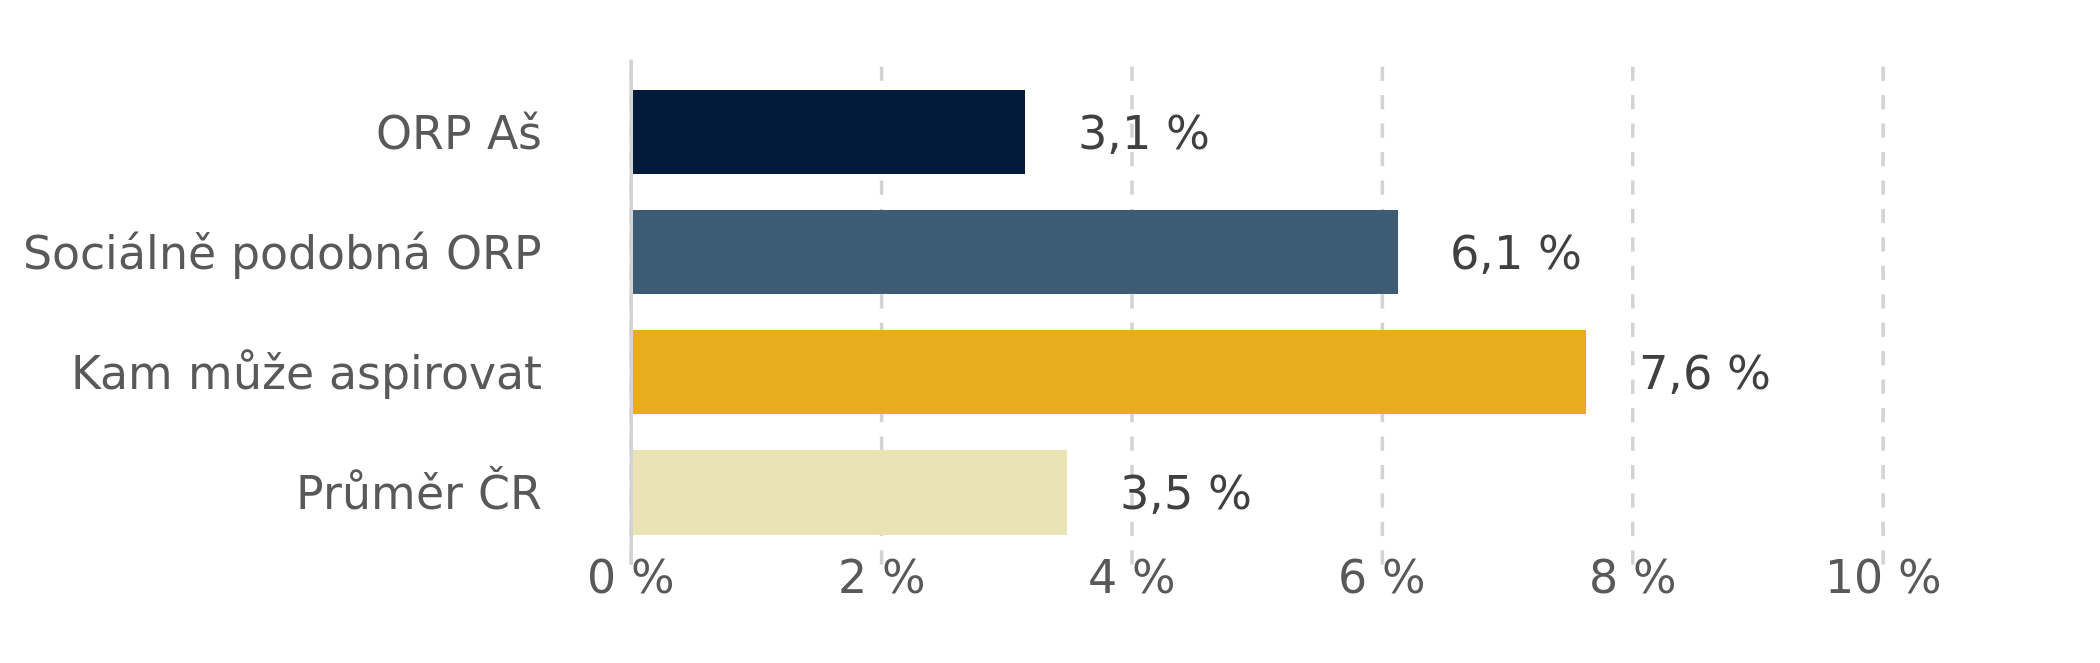 ORP Aš 3,1 %
Sociálně podobná ORP 6,1 %
Kam může aspirovat 7,6 %
Průměr ČR 3,5 %
0 % 2 % 4 % 6 % 8 % 10 %